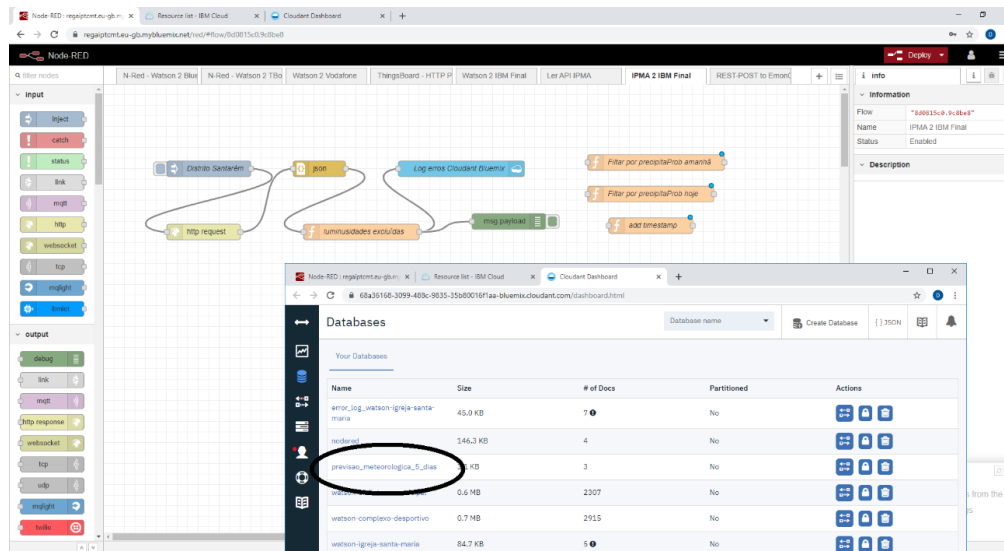 Node-RED : regaiptcmt.eu-gb.my
Resource list - IBM Cloud
Cloudant Dashboard
regaiptcmt.eu-gb.mybluemix.net/red/#flow/8d0815c0.9c8be8
Node-RED
Deploy
filter nodes
N-Red - Watson 2 Blue
N-Red - Watson 2 TBo
Watson 2 Vodafone
ThingsBoard - HTTP P
Watson 2 IBM Final
Ler API IPMA
IPMA 2 IBM Final
REST-POST to EmonC
info
input
inject
catch
status
link
mqtt
http
websocket
tcp
mqlight
ibmiot
output
debug
link
mqtt
http response
websocket
tcp
udp
mqlight
twilio
Distrito Santarém
json
Log erros Cloudant Bluemix
http request
luminusidades excluídas
msg.payload
Filtar por precipitaProb amanhã
Filtar por precipitaProb hoje
add timestamp
Information
Flow "8d0815c0.9c8be8"
Name IPMA 2 IBM Final
Status Enabled
Description
Node-RED : regaiptcmt.eu-gb.m
Resource list - IBM Cloud
Cloudant Dashboard
68a36168-3099-488c-9835-35b80016f1aa-bluemix.cloudant.com/dashboard.html
Databases
Database name
Create Database
{ } JSON
Your Databases
Name Size # of Docs Partitioned Actions
error_log_watson-igreja-santa-
maria 45.0 KB 7 No
nodered 146.3 KB 4 No
previsao_meteorologica_5_dias KB 3 No
0.6 MB 2307 No
watson-complexo-desportivo 0.7 MB 2915 No
watson-igreja-santa-maria 84.7 KB 5 No
s from the